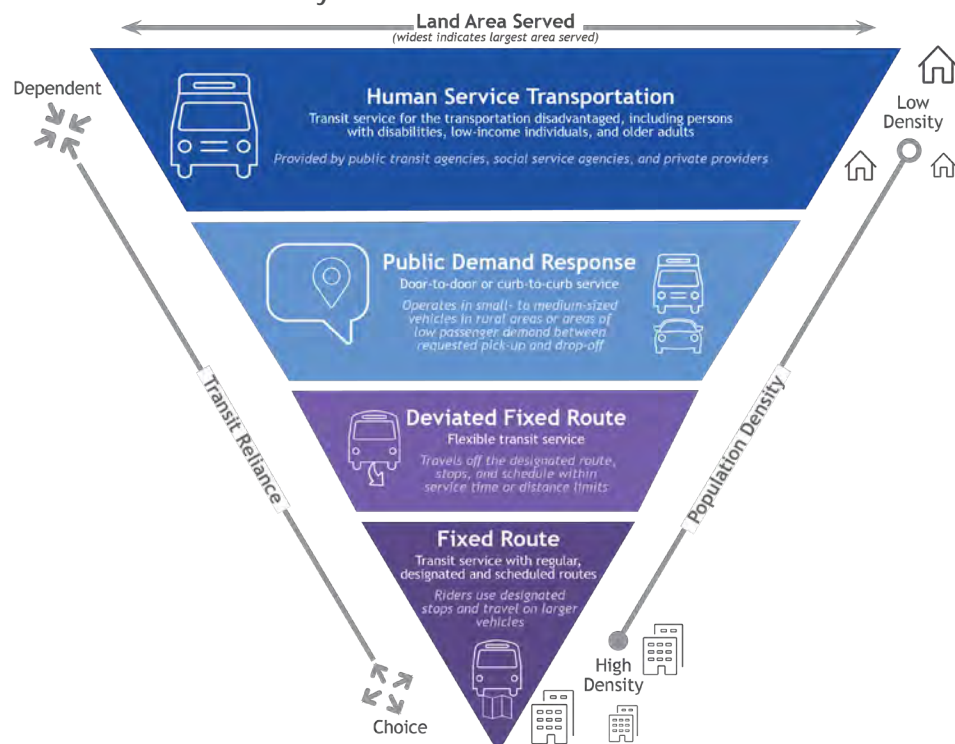 Land Area Served
(widest indicates largest area served)
Dependent
Low
Density
Human Service Transportation
Transit service for the transportation disadvantaged, including persons
with disabilities, low-income individuals, and older adults
Provided by public transit agencies, social service agencies, and private providers
Public Demand Response
Door-to-door or curb-to-curb service
Operates in small- to medium-sized
vehicles in rural areas or areas of
low passenger demand between
requested pick-up and drop-off
Transit Reliance
Population Density
Deviated Fixed Route
Flexible transit service
Travels off the designated route,
stops, and schedule within
service time or distance limits
Fixed Route
Transit service with regular,
designated and scheduled routes
Riders use designated
stops and travel on larger
vehicles
High
Density
Choice